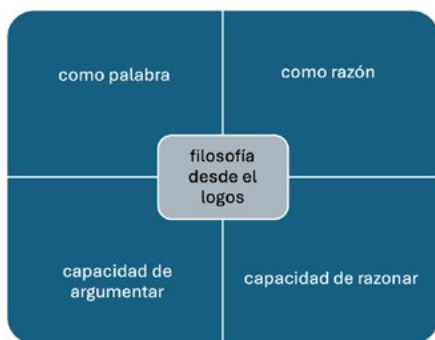 como palabra
como razón
filosofía
desde el
logos
capacidad de
argumentar
capacidad de razonar